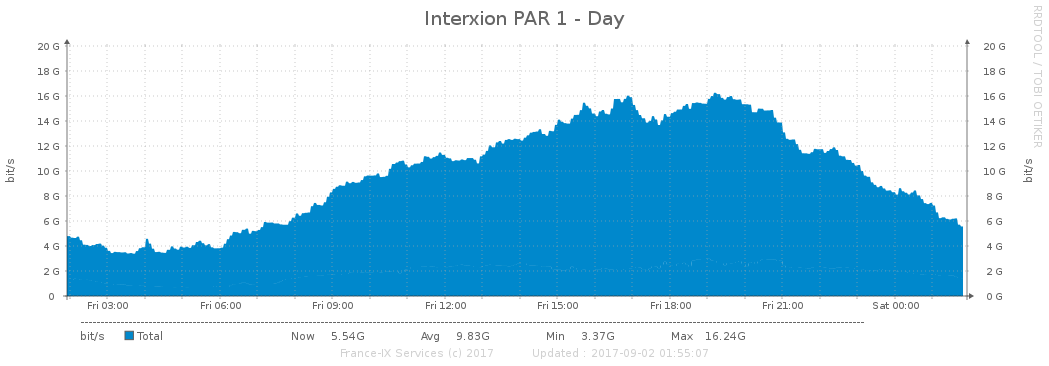 Interxion PAR 1 - Day
RRDTOOL / TOBI OETIKER
20 G 20 G
18 G 18 G
16 G 16 G
14 G 14 G
12 G 12 G
10 G 10 G
8 G 8 G
6 G 6 G
4 G 4 G
2 G 2 G
0 0 G
bit/s bit/s
Fri 03:00 Fri 06:00 Fri 09:00 Fri 12:00 Fri 15:00 Fri 18:00 Fri 21:00 Sat 00:00
bit/s Total Now 5.54G Avg 9.83G Min 3.37G Max 16.24G
France-IX Services (c) 2017 Updated : 2017-09-02 01:55:07